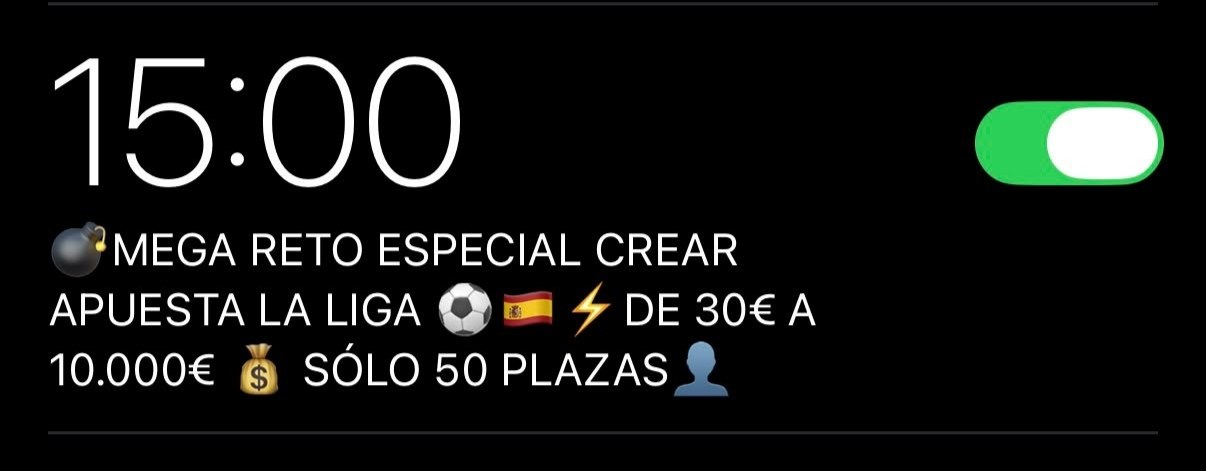 15:00
💣MEGA RETO ESPECIAL CREAR
APUESTA LA LIGA ⚽🇪🇸⚡DE 30€ A
10.000€ 💰 SÓLO 50 PLAZAS👤